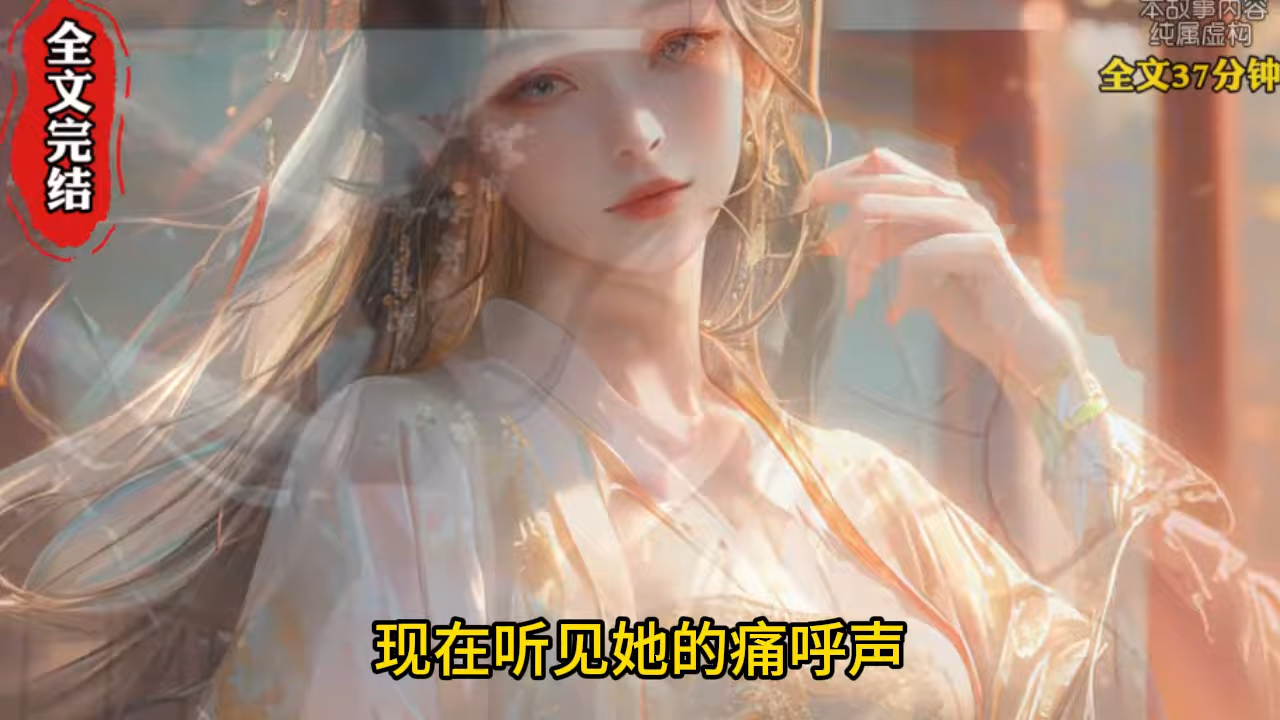 全文完结
本故事内容
纯属虚构
全文37分钟
现在听见她的痛呼声